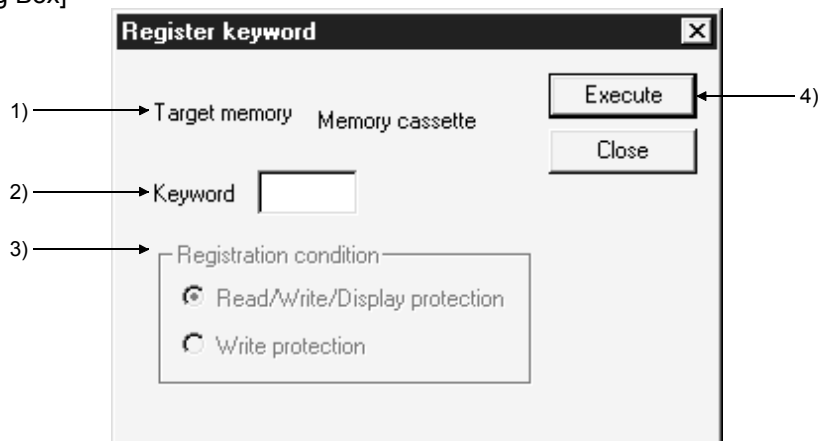 g Box]
Register keyword
1) Target memory Memory cassette Execute 4)
Close
2) Keyword
3) Registration condition
Read/Write/Display protection
Write protection